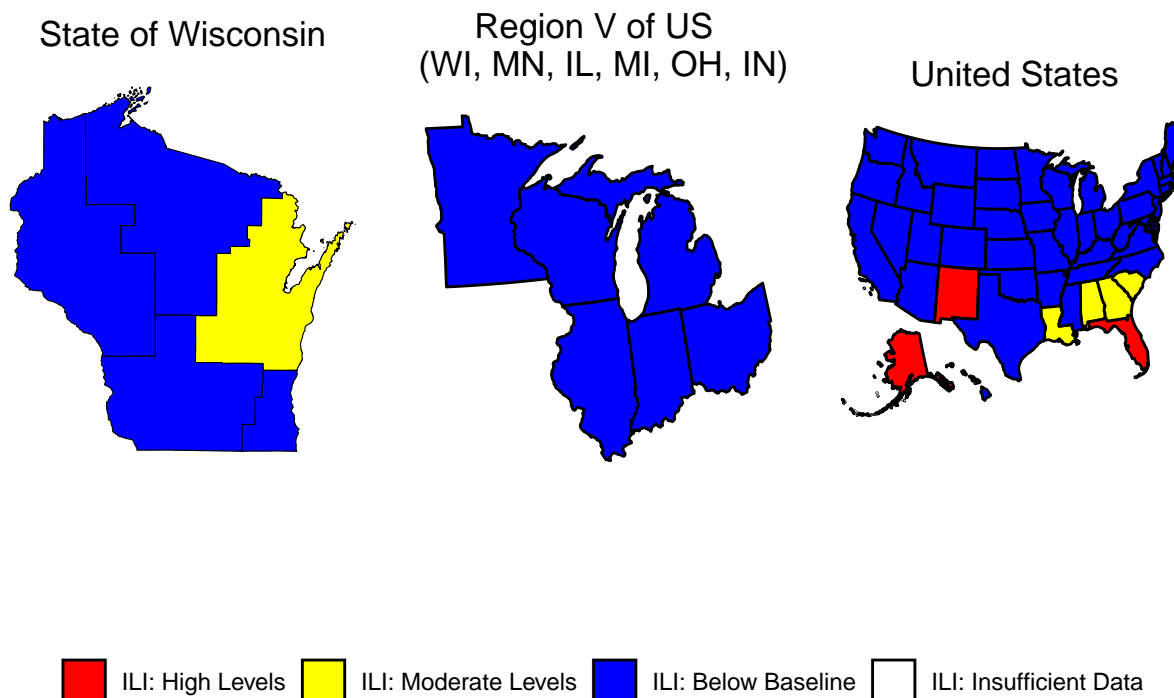 State of Wisconsin
Region V of US
(WI, MN, IL, MI, OH, IN)
United States
ILI: High Levels
ILI: Moderate Levels
ILI: Below Baseline
ILI: Insufficient Data